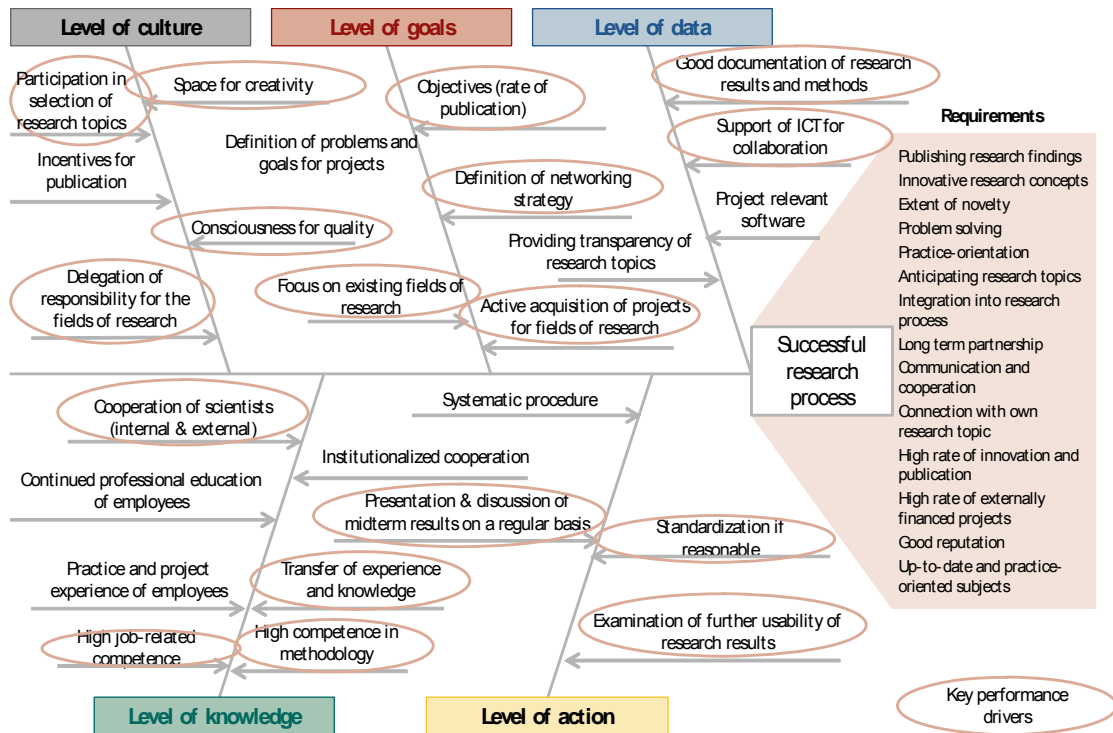 Level of culture
Level of goals
Level of data
Participation in
selection of
research topics
Space for creativity
Incentives for
publication
Consciousness for quality
Delegation of
responsibility for the
fields of research
Objectives (rate of
publication)
Definition of problems and
goals for projects
Definition of networking
strategy
Focus on existing fields of
research
Active acquisition of projects
for fields of research
Good documentation of research
results and methods
Support of ICT for
collaboration
Project relevant
software
Providing transparency of
research topics
Successful
research
process
Requirements
Publishing research findings
Innovative research concepts
Extent of novelty
Problem solving
Practice-orientation
Anticipating research topics
Integration into research
process
Long term partnership
Communication and
cooperation
Connection with own
research topic
High rate of innovation and
publication
High rate of externally
financed projects
Good reputation
Up-to-date and practice-
oriented subjects
Cooperation of scientists
(internal & external)
Institutionalized cooperation
Continued professional education
of employees
Practice and project
experience of employees
Transfer of experience
and knowledge
High job-related
competence
High competence in
methodology
Systematic procedure
Presentation & discussion of
midterm results on a regular basis
Standardization if
reasonable
Examination of further usability of
research results
Level of knowledge
Level of action
Key performance
drivers